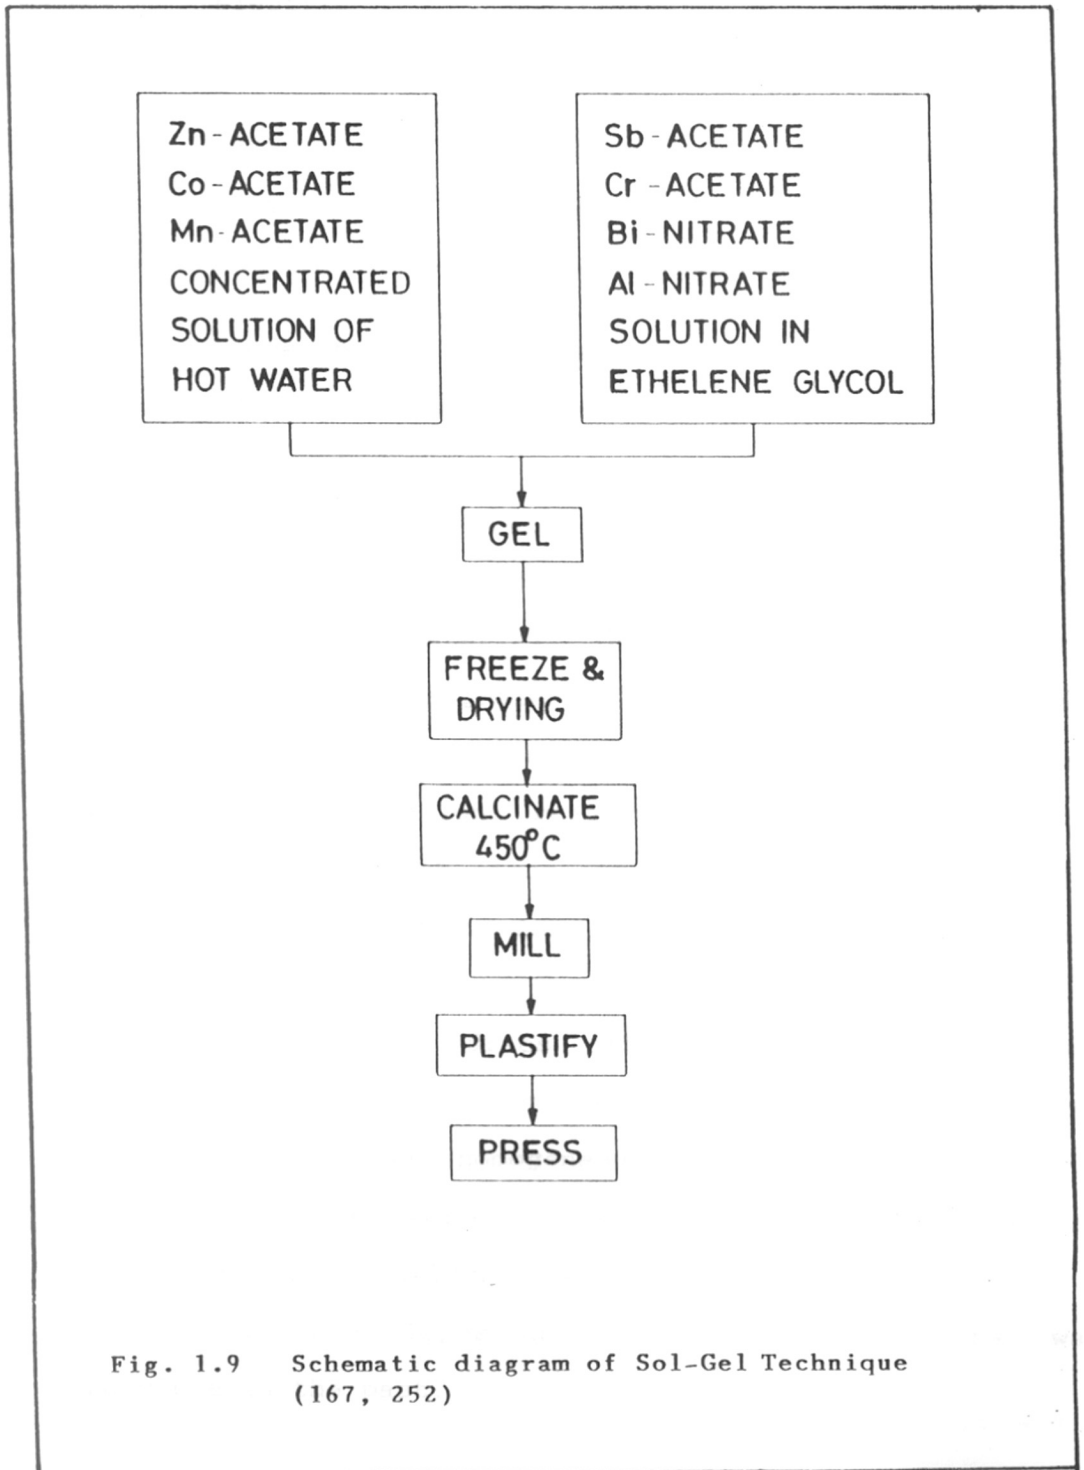 Zn-ACETATE
Co-ACETATE
Mn-ACETATE
CONCENTRATED
SOLUTION OF
HOT WATER
Sb-ACETATE
Cr-ACETATE
Bi-NITRATE
Al-NITRATE
SOLUTION IN
ETHELENE GLYCOL
GEL
FREEZE &
DRYING
CALCINATE
450°C
MILL
PLASTIFY
PRESS
Fig. 1.9 Schematic diagram of Sol-Gel Technique
(167, 252)